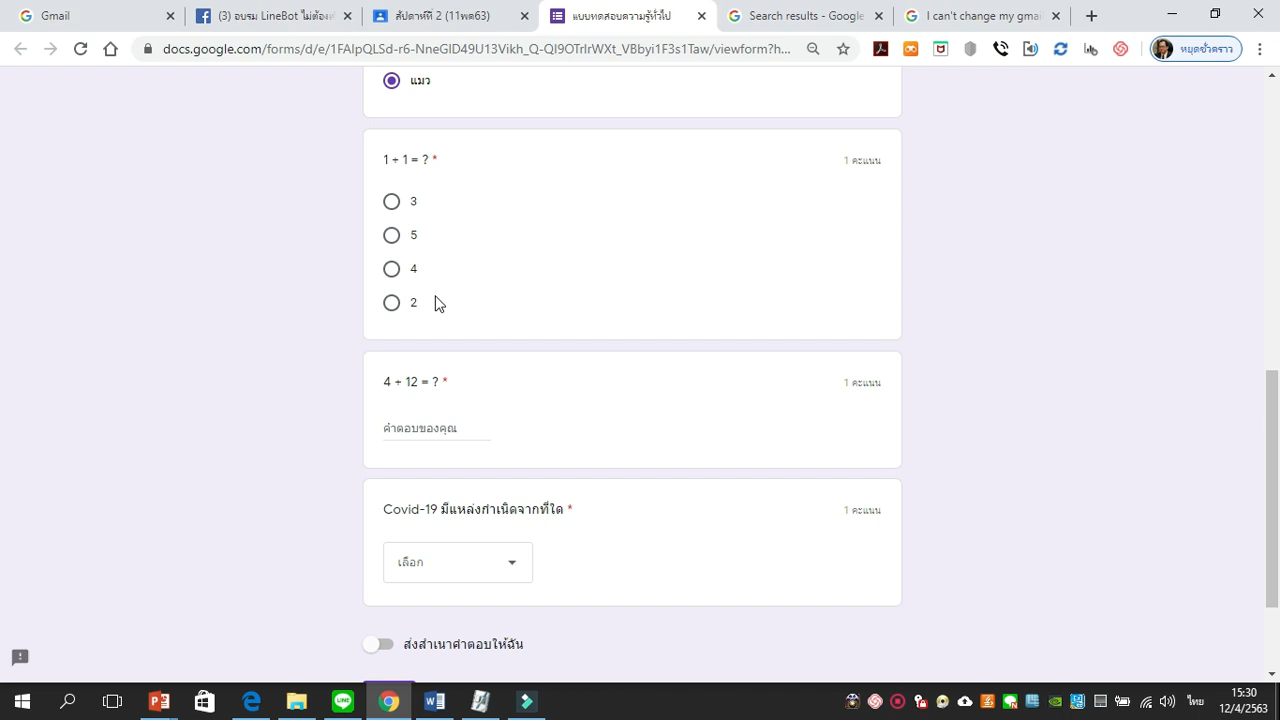 Gmail
(3) อบรม LineBot ไม่ต้องเ
สัปดาห์ที่ 2 (11พค63)
แบบทดสอบความรู้ทั่วไป
Search results - Google
I can't change my gmai
docs.google.com/forms/d/e/1FAIpQLSd-r6-NneGlD49U13Vikh_Q-QI9OTrIrWXt_VBbyi1F3s1Taw/viewform?h...
หยุดชั่วคราว
แมว
1 + 1 = ? *
1 คะแนน
3
5
4
2
4 + 12 = ? *
1 คะแนน
คำตอบของคุณ
Covid-19 มีแหล่งกำเนิดจากที่ใด *
1 คะแนน
เลือก
ส่งสำเนาคำตอบให้ฉัน
ไทย
15:30
12/4/2563